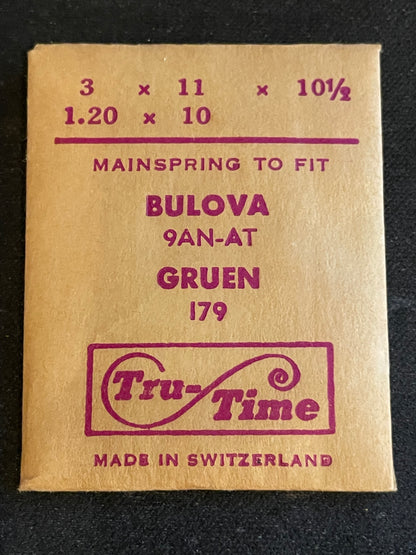 3 x 11 x 10½
1.20 x 10
MAINSPRING TO FIT
BULOVA
9AN-AT
GRUEN
179
Tru-Time
MADE IN SWITZERLAND